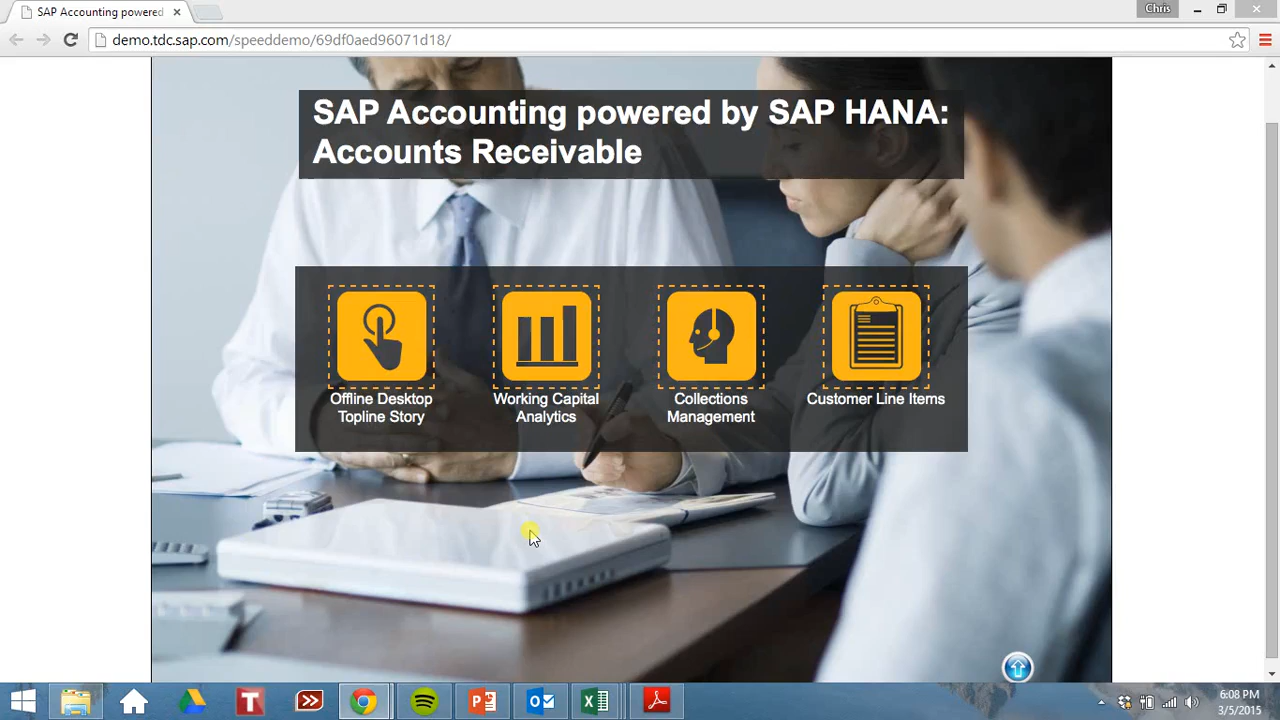 SAP Accounting powered
Chris
demo.tdc.sap.com/speeddemo/69df0aed96071d18/
SAP Accounting powered by SAP HANA:
Accounts Receivable
Offline Desktop
Topline Story
Working Capital
Analytics
Collections
Management
Customer Line Items
6:08 PM
3/5/2015